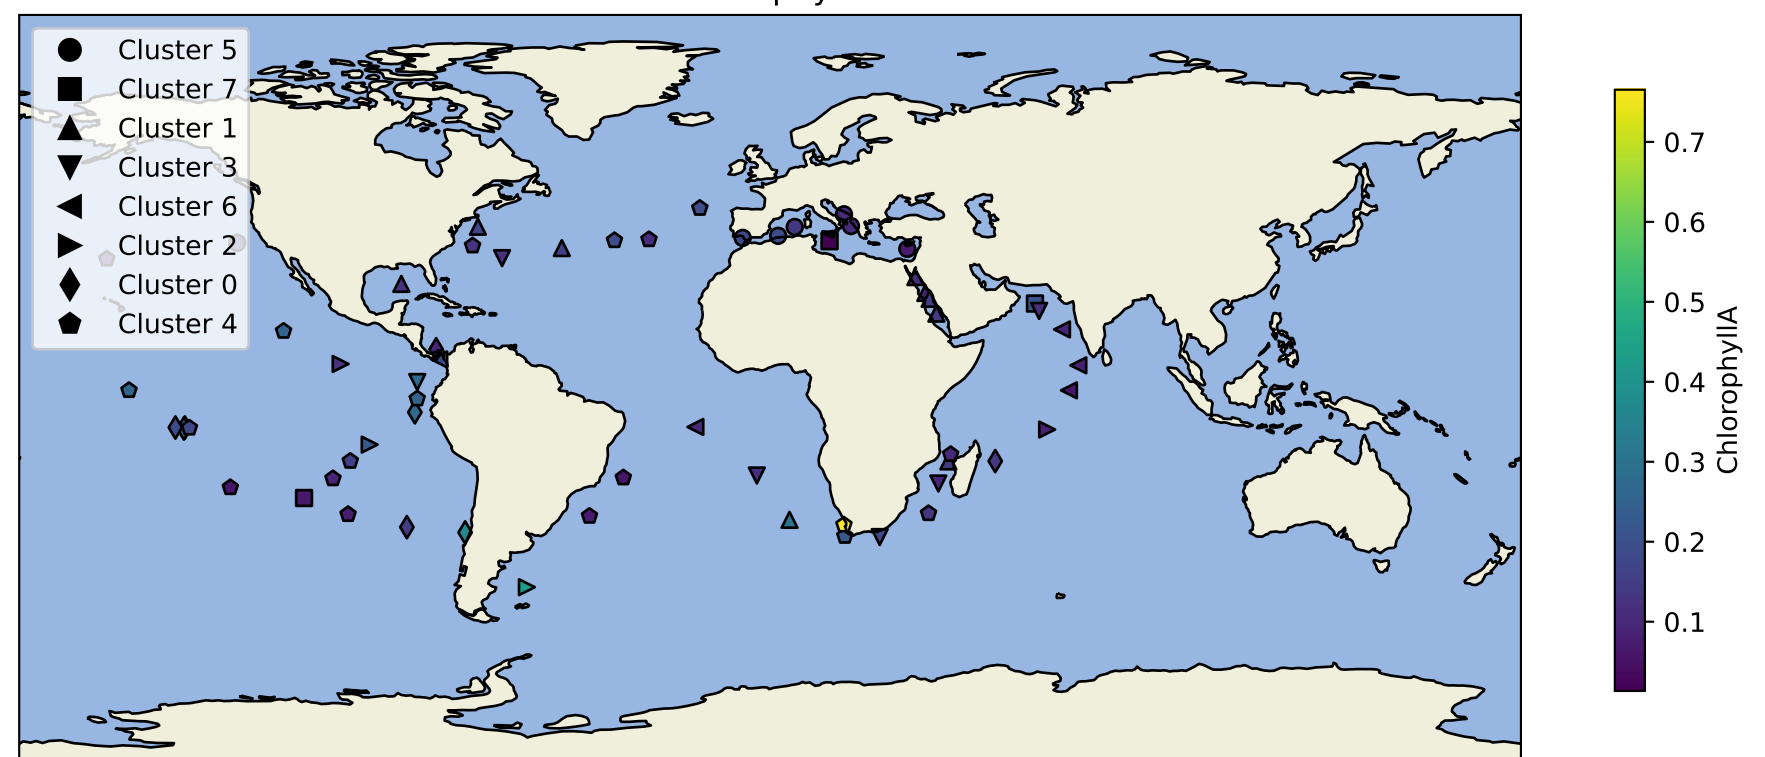 Cluster 5
Cluster 7
Cluster 1
Cluster 3
Cluster 6
Cluster 2
Cluster 0
Cluster 4
0.7
0.6
0.5
0.4
0.3
0.2
0.1
ChlorophyllA